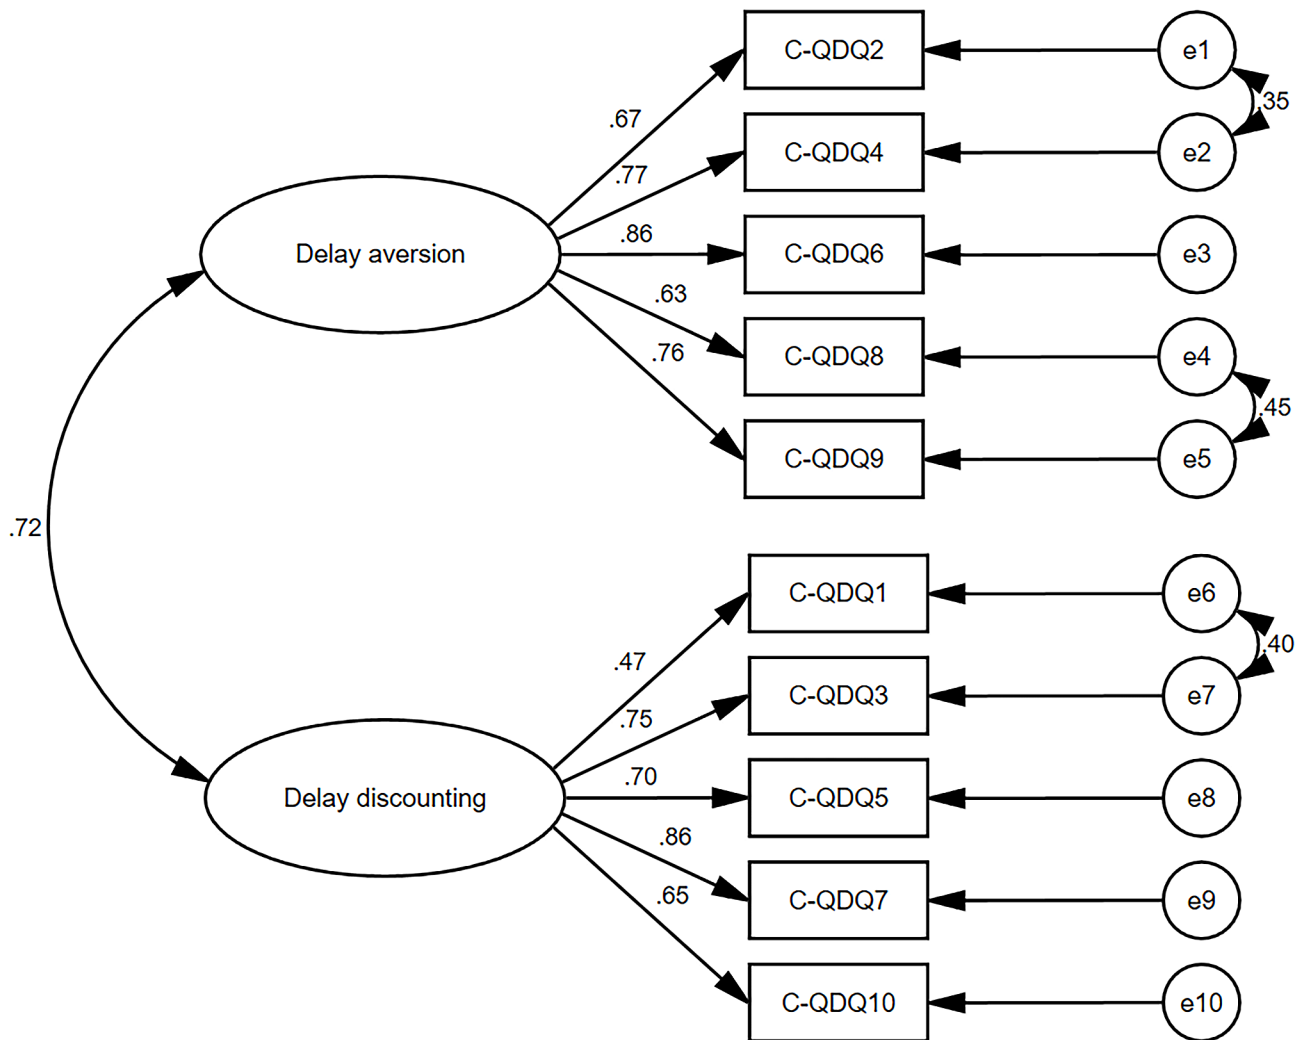 C-QDQ2
e1
.35
.67
C-QDQ4
e2
.77
.86
Delay aversion
C-QDQ6
e3
.63
C-QDQ8
e4
.76
.45
C-QDQ9
e5
.72
C-QDQ1
e6
.40
.47
C-QDQ3
e7
.75
.70
Delay discounting
C-QDQ5
e8
.86
C-QDQ7
e9
.65
C-QDQ10
e10